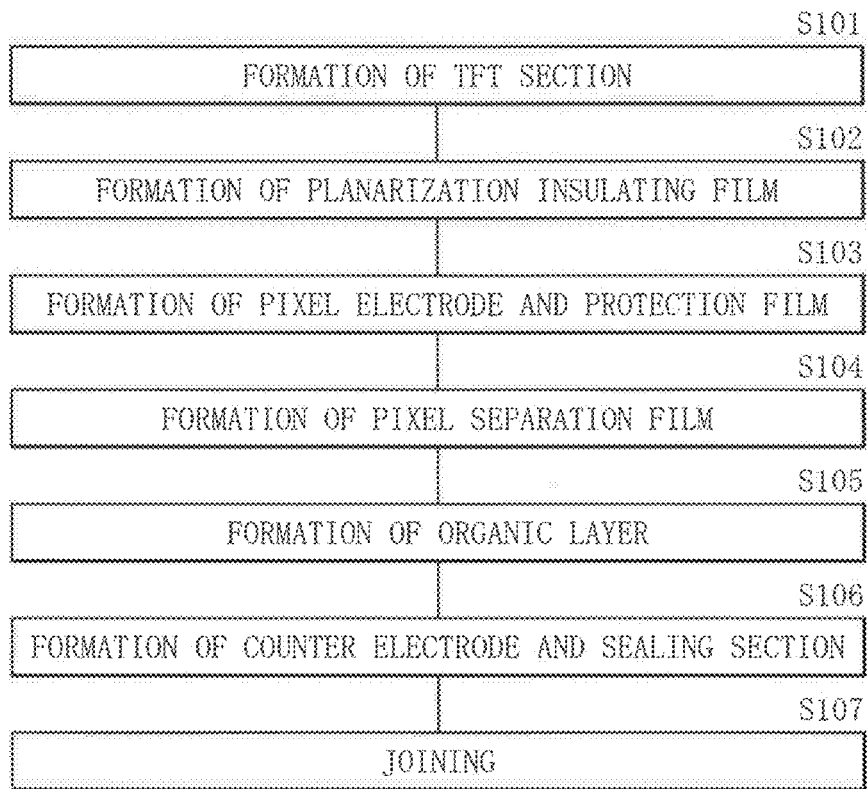 S101
FORMATION OF TFT SECTION
S102
FORMATION OF PLANARIZATION INSULATING FILM
S103
FORMATION OF PIXEL ELECTRODE AND PROTECTION FILM
S104
FORMATION OF PIXEL SEPARATION FILM
S105
FORMATION OF ORGANIC LAYER
S106
FORMATION OF COUNTER ELECTRODE AND SEALING SECTION
S107
JOINING